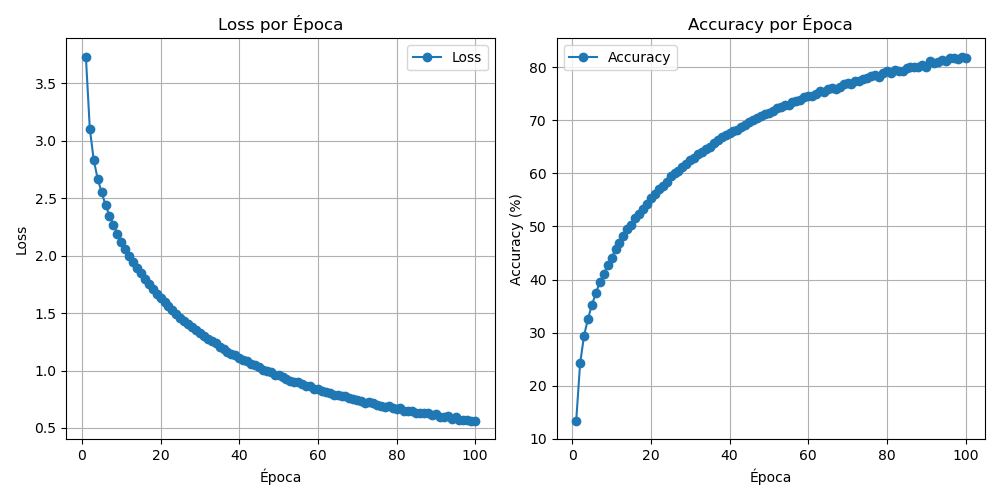 Loss por Época
Loss
3.5
3.0
2.5
2.0
1.5
1.0
0.5
Loss
0 20 40 60 80 100
Época
Accuracy por Época
Accuracy
80
70
60
50
40
30
20
10
Accuracy (%)
0 20 40 60 80 100
Época